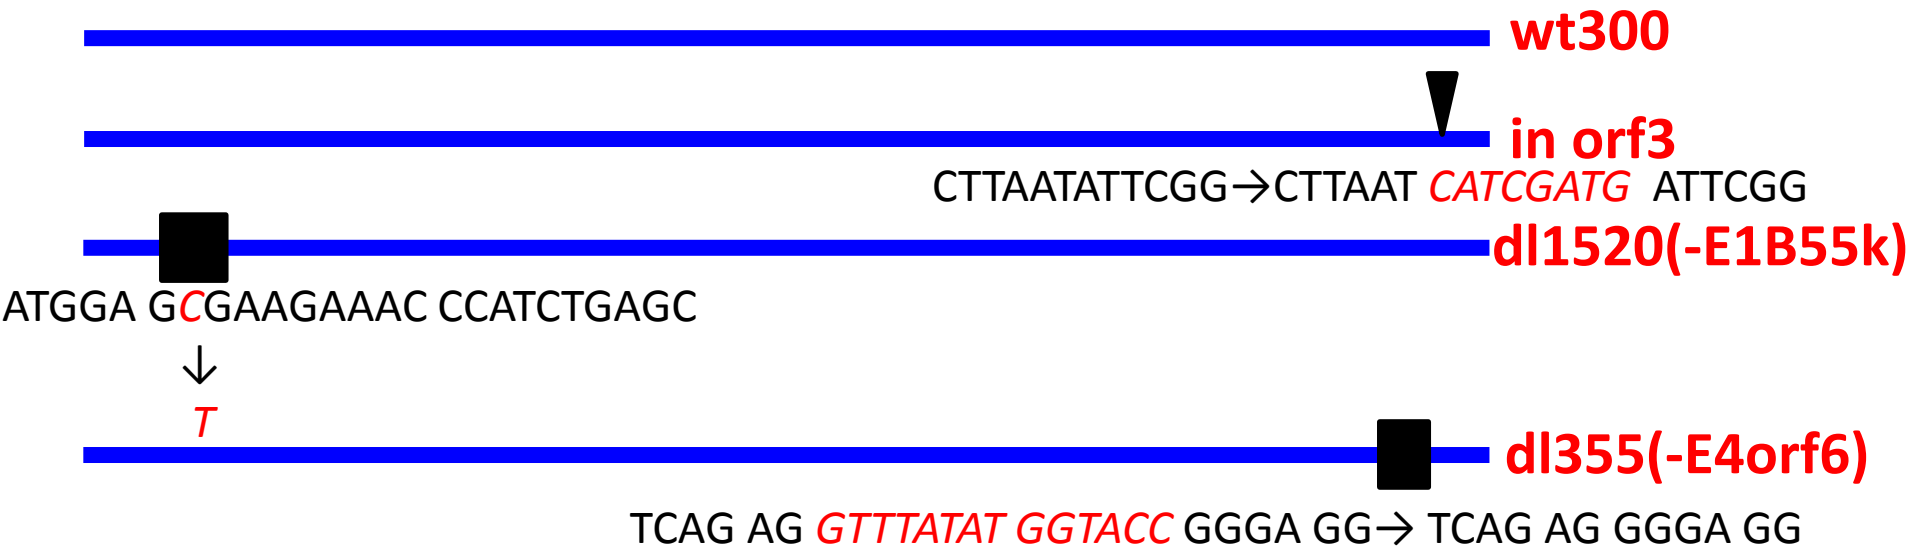 wt300
in orf3
CTTAATATTCGG→CTTAAT CATCGATG ATTCGG
dl1520(-E1B55k)
ATGGA GCGAAGAAAC CCATCTGAGC
↓
T
dl355(-E4orf6)
TCAG AG GTTTATAT GGTACC GGGA GG→ TCAG AG GGGA GG